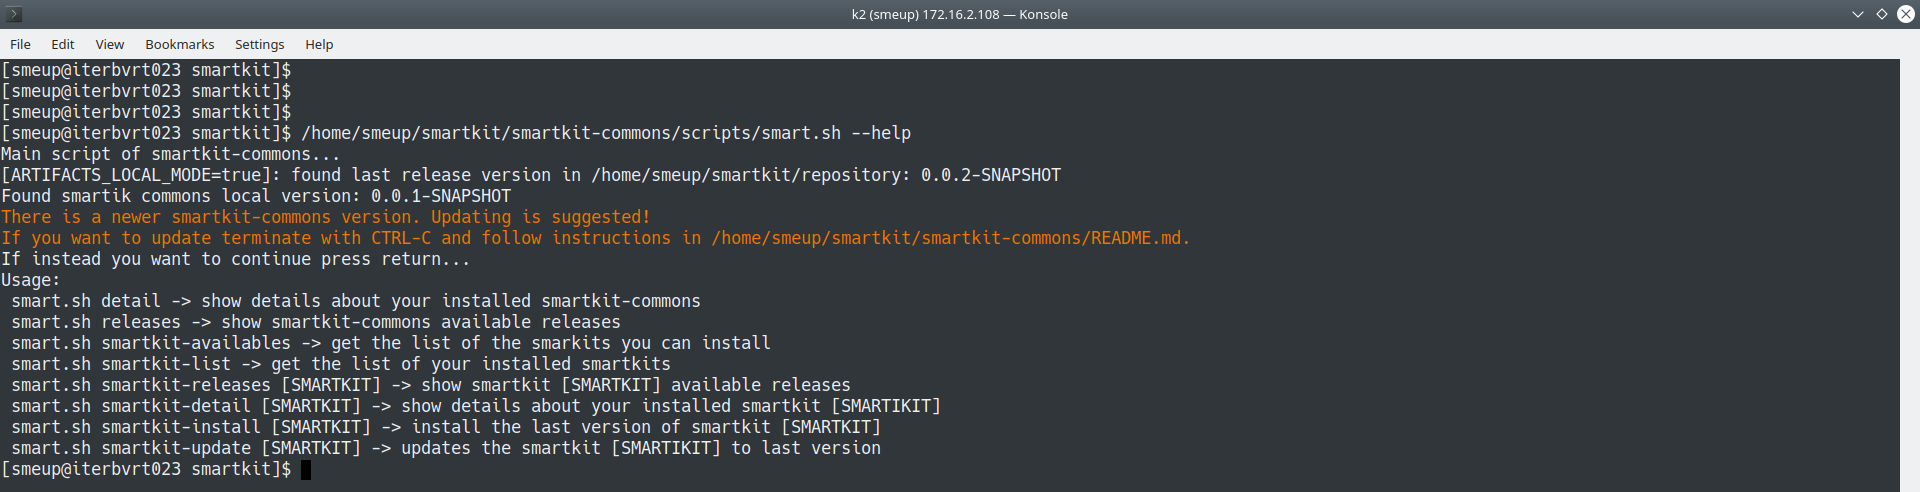 k2 (smeup) 172.16.2.108 — Konsole
File Edit View Bookmarks Settings Help
[smeup@iterbvrt023 smartkit]$
[smeup@iterbvrt023 smartkit]$
[smeup@iterbvrt023 smartkit]$
[smeup@iterbvrt023 smartkit]$ /home/smeup/smartkit/smartkit-commons/scripts/smart.sh --help
Main script of smartkit-commons...
[ARTIFACTS_LOCAL_MODE=true]: found last release version in /home/smeup/smartkit/repository: 0.0.2-SNAPSHOT
Found smartik commons local version: 0.0.1-SNAPSHOT
There is a newer smartkit-commons version. Updating is suggested!
If you want to update terminate with CTRL-C and follow instructions in /home/smeup/smartkit/smartkit-commons/README.md.
If instead you want to continue press return...
Usage:
 smart.sh detail -> show details about your installed smartkit-commons
 smart.sh releases -> show smartkit-commons available releases
 smart.sh smartkit-availables -> get the list of the smarkits you can install
 smart.sh smartkit-list -> get the list of your installed smartkits
 smart.sh smartkit-releases [SMARTKIT] -> show smartkit [SMARTKIT] available releases
 smart.sh smartkit-detail [SMARTKIT] -> show details about your installed smartkit [SMARTIKIT]
 smart.sh smartkit-install [SMARTKIT] -> install the last version of smartkit [SMARTKIT]
 smart.sh smartkit-update [SMARTKIT] -> updates the smartkit [SMARTIKIT] to last version
[smeup@iterbvrt023 smartkit]$